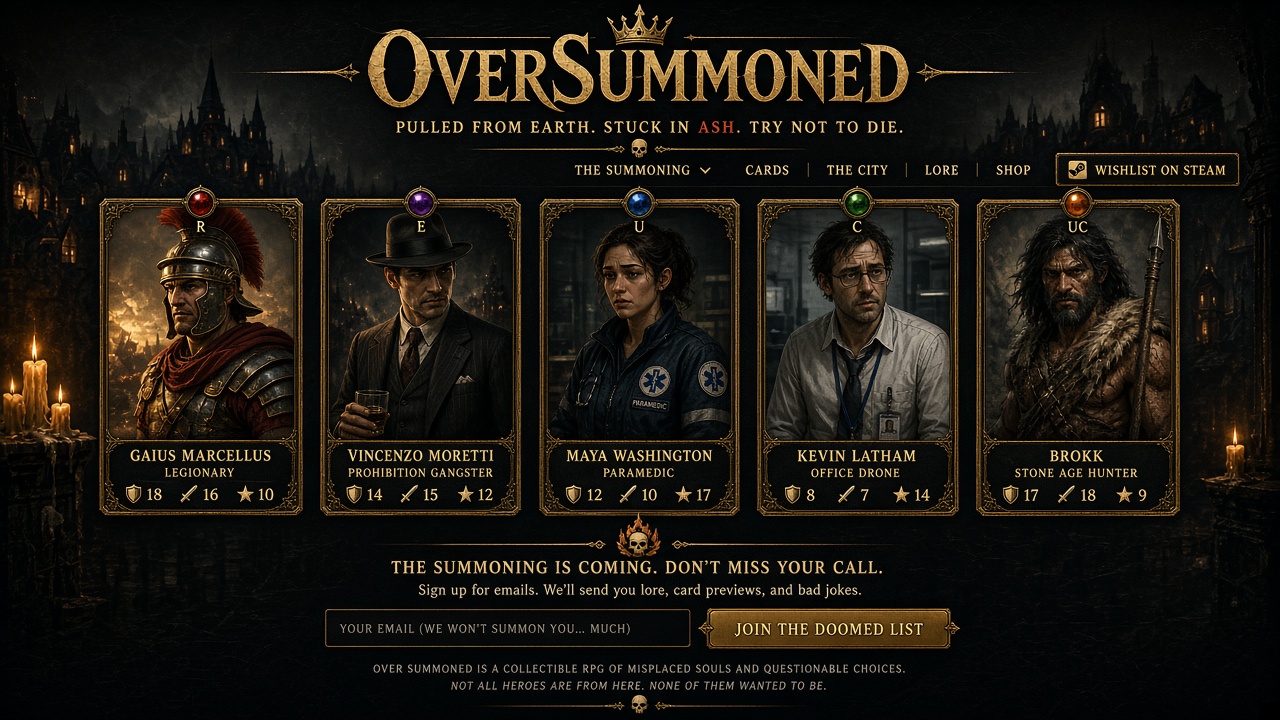 OVERSUMMONED
PULLED FROM EARTH. STUCK IN ASH. TRY NOT TO DIE.
THE SUMMONING CARDS THE CITY LORE SHOP WISHLIST ON STEAM
R
E
U
C
UC
PARAMEDIC
GAIUS MARCELLUS
LEGIONARY
18 16 10
VINCENZO MORETTI
PROHIBITION GANGSTER
14 15 12
MAYA WASHINGTON
PARAMEDIC
12 10 17
KEVIN LATHAM
OFFICE DRONE
8 7 14
BROKK
STONE AGE HUNTER
17 18 9
THE SUMMONING IS COMING. DON'T MISS YOUR CALL.
Sign up for emails. We'll send you lore, card previews, and bad jokes.
YOUR EMAIL (WE WON'T SUMMON YOU... MUCH)
JOIN THE DOOMED LIST
OVER SUMMONED IS A COLLECTIBLE RPG OF MISPLACED SOULS AND QUESTIONABLE CHOICES.
NOT ALL HEROES ARE FROM HERE. NONE OF THEM WANTED TO BE.